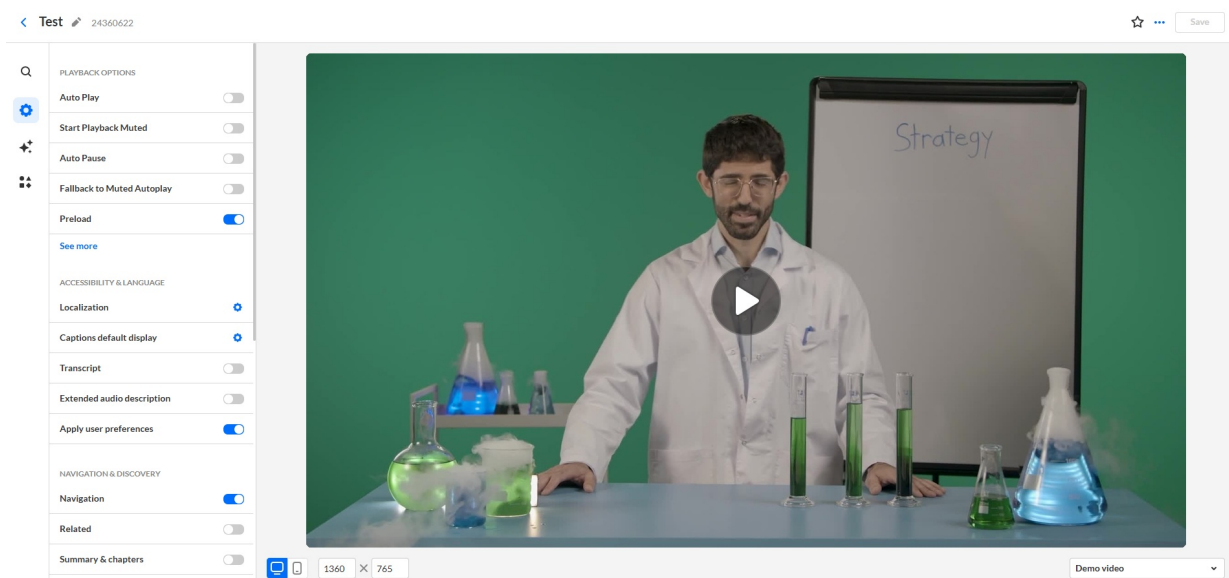 Test 24360622
Save
PLAYBACK OPTIONS
Auto Play
Start Playback Muted
Auto Pause
Fallback to Muted Autoplay
Preload
See more
ACCESSIBILITY & LANGUAGE
Localization
Captions default display
Transcript
Extended audio description
Apply user preferences
NAVIGATION & DISCOVERY
Navigation
Related
Summary & chapters
Strategy
1360 × 765
Demo video